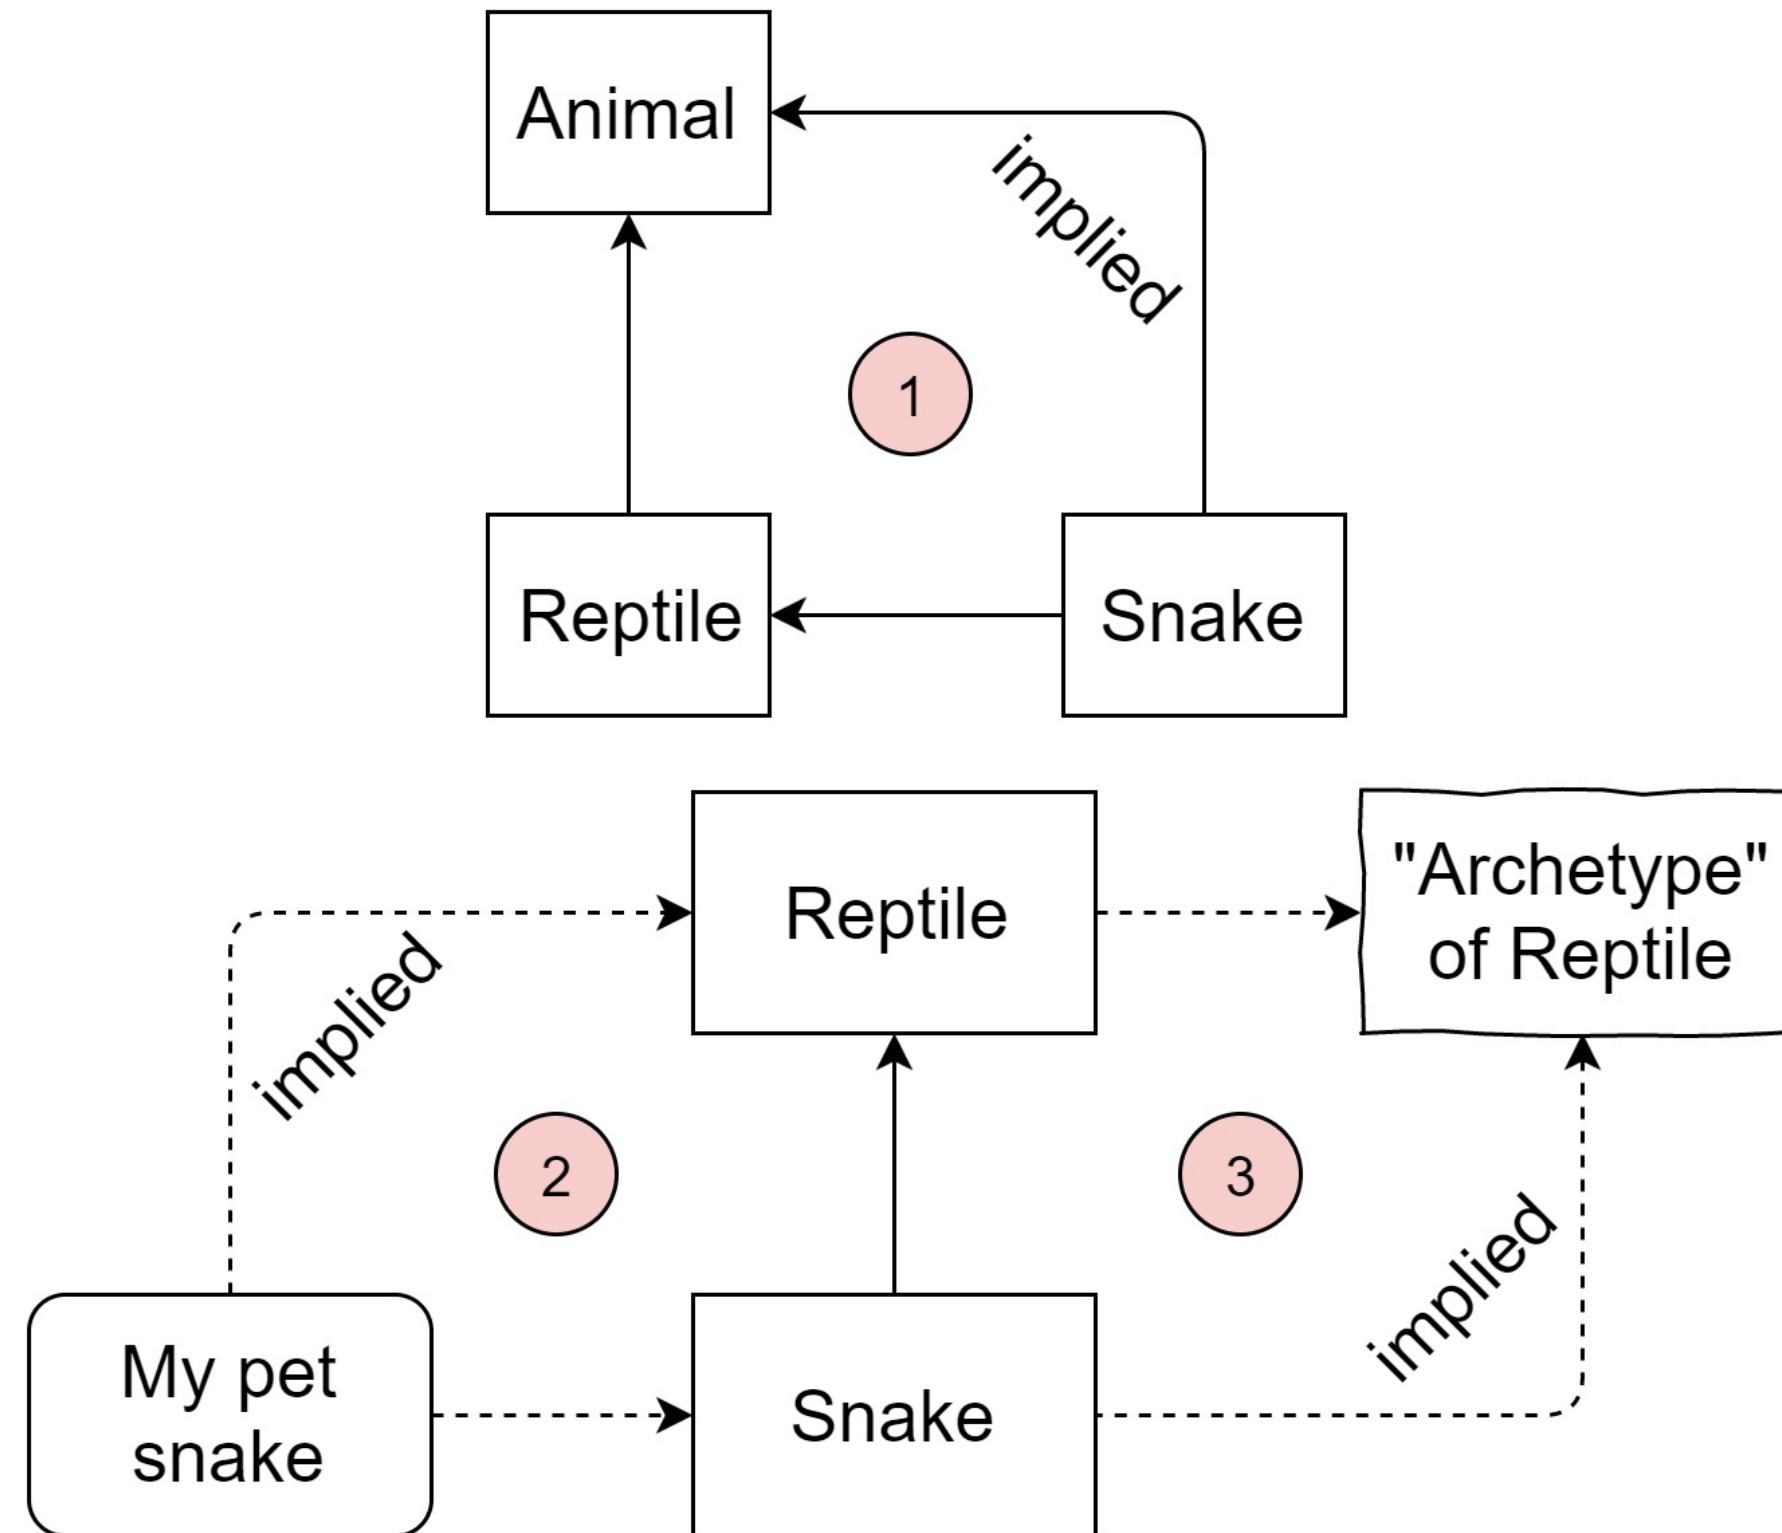 Animal
implied
1
Reptile
Snake
Reptile
"Archetype"
of Reptile
implied
2
3
implied
My pet
snake
Snake